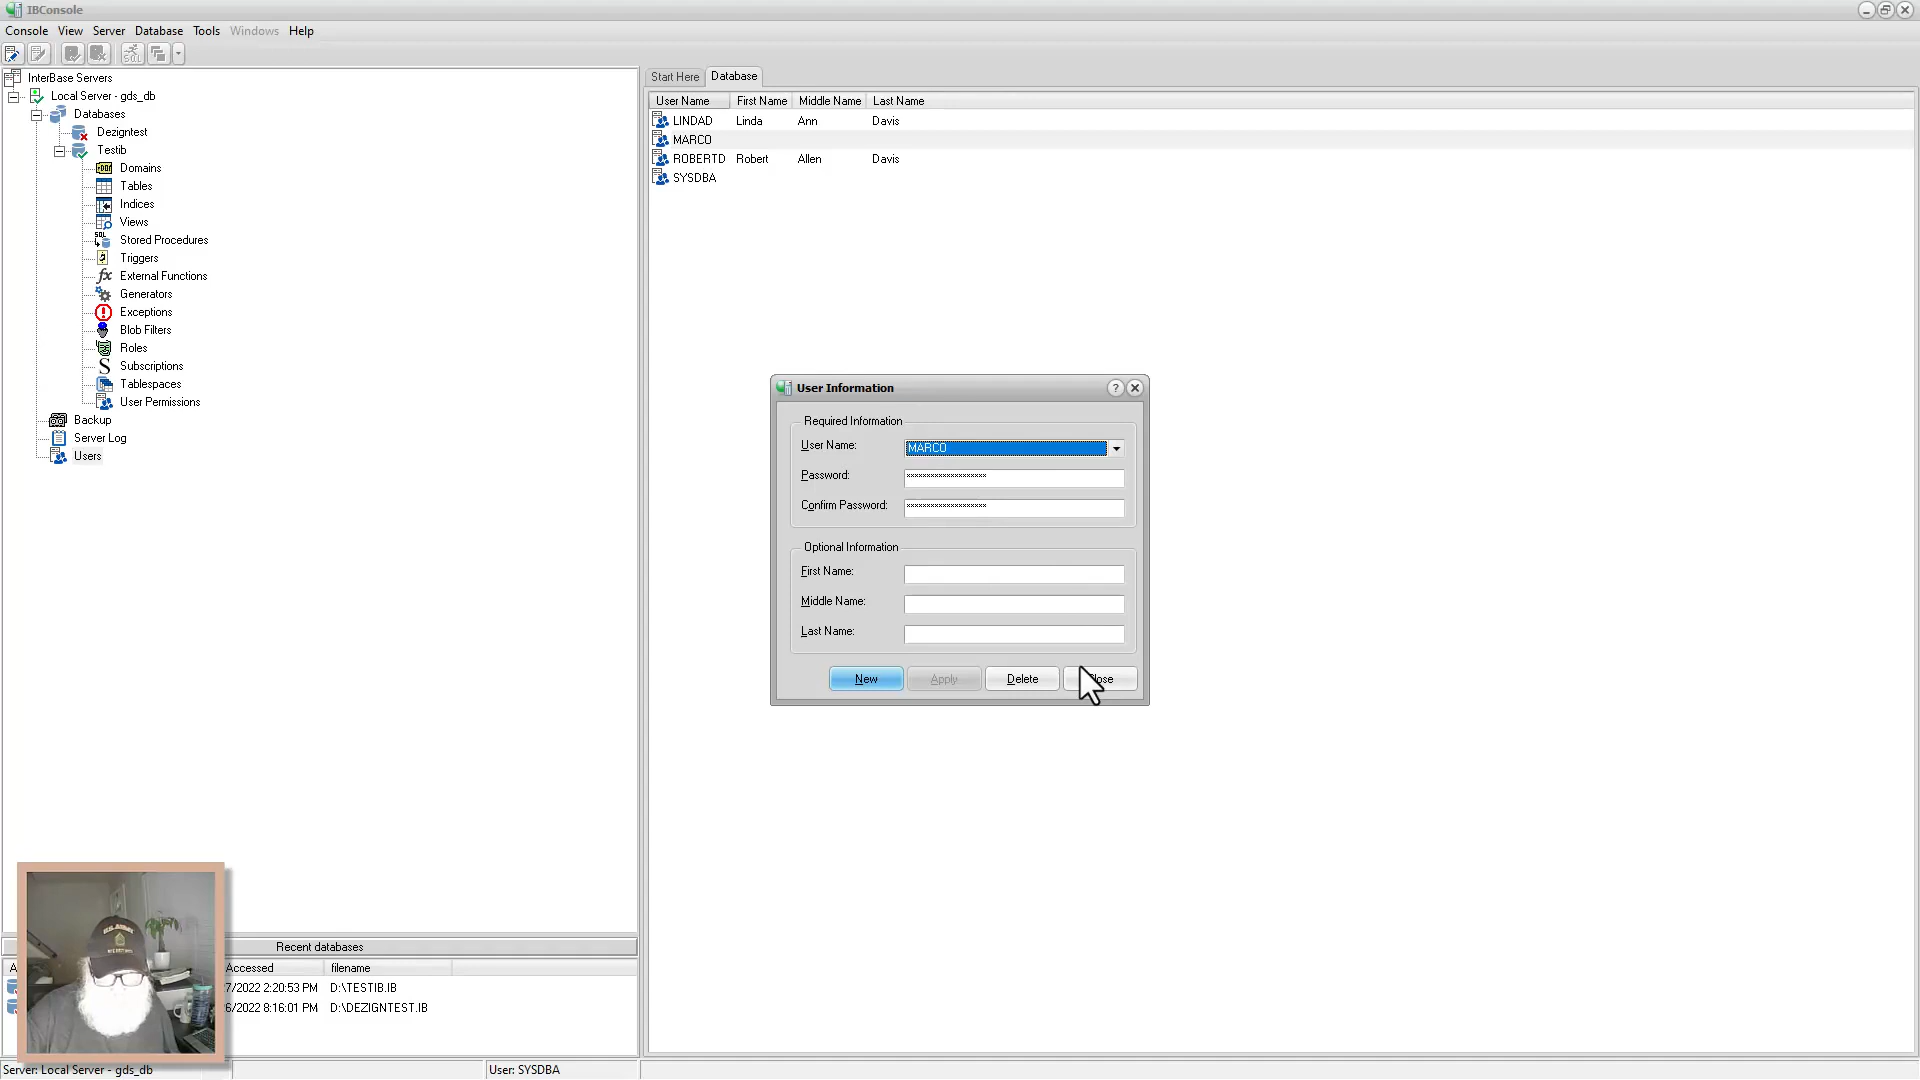 IBConsole
Console View Server Database Tools Windows Help
InterBase Servers
Local Server - gds_db
Databases
Dezigntest
Testib
Domains
Tables
Indices
Views
Stored Procedures
Triggers
External Functions
Generators
Exceptions
Blob Filters
Roles
Subscriptions
Tablespaces
User Permissions
Backup
Server Log
Users
Start Here Database
User Name First Name Middle Name Last Name
LINDAD Linda Ann Davis
MARCO
ROBERTD Robert Allen Davis
SYSDBA
User Information
Required Information
User Name: MARCO
Password:
Confirm Password:
Optional Information
First Name:
Middle Name:
Last Name:
New Apply Delete
Recent databases
Accessed filename
7/2022 2:20:53 PM D:\TESTIB.IB
6/2022 8:16:01 PM D:\DEZIGNTEST.IB
Server: Local Server - gds_db User: SYSDBA